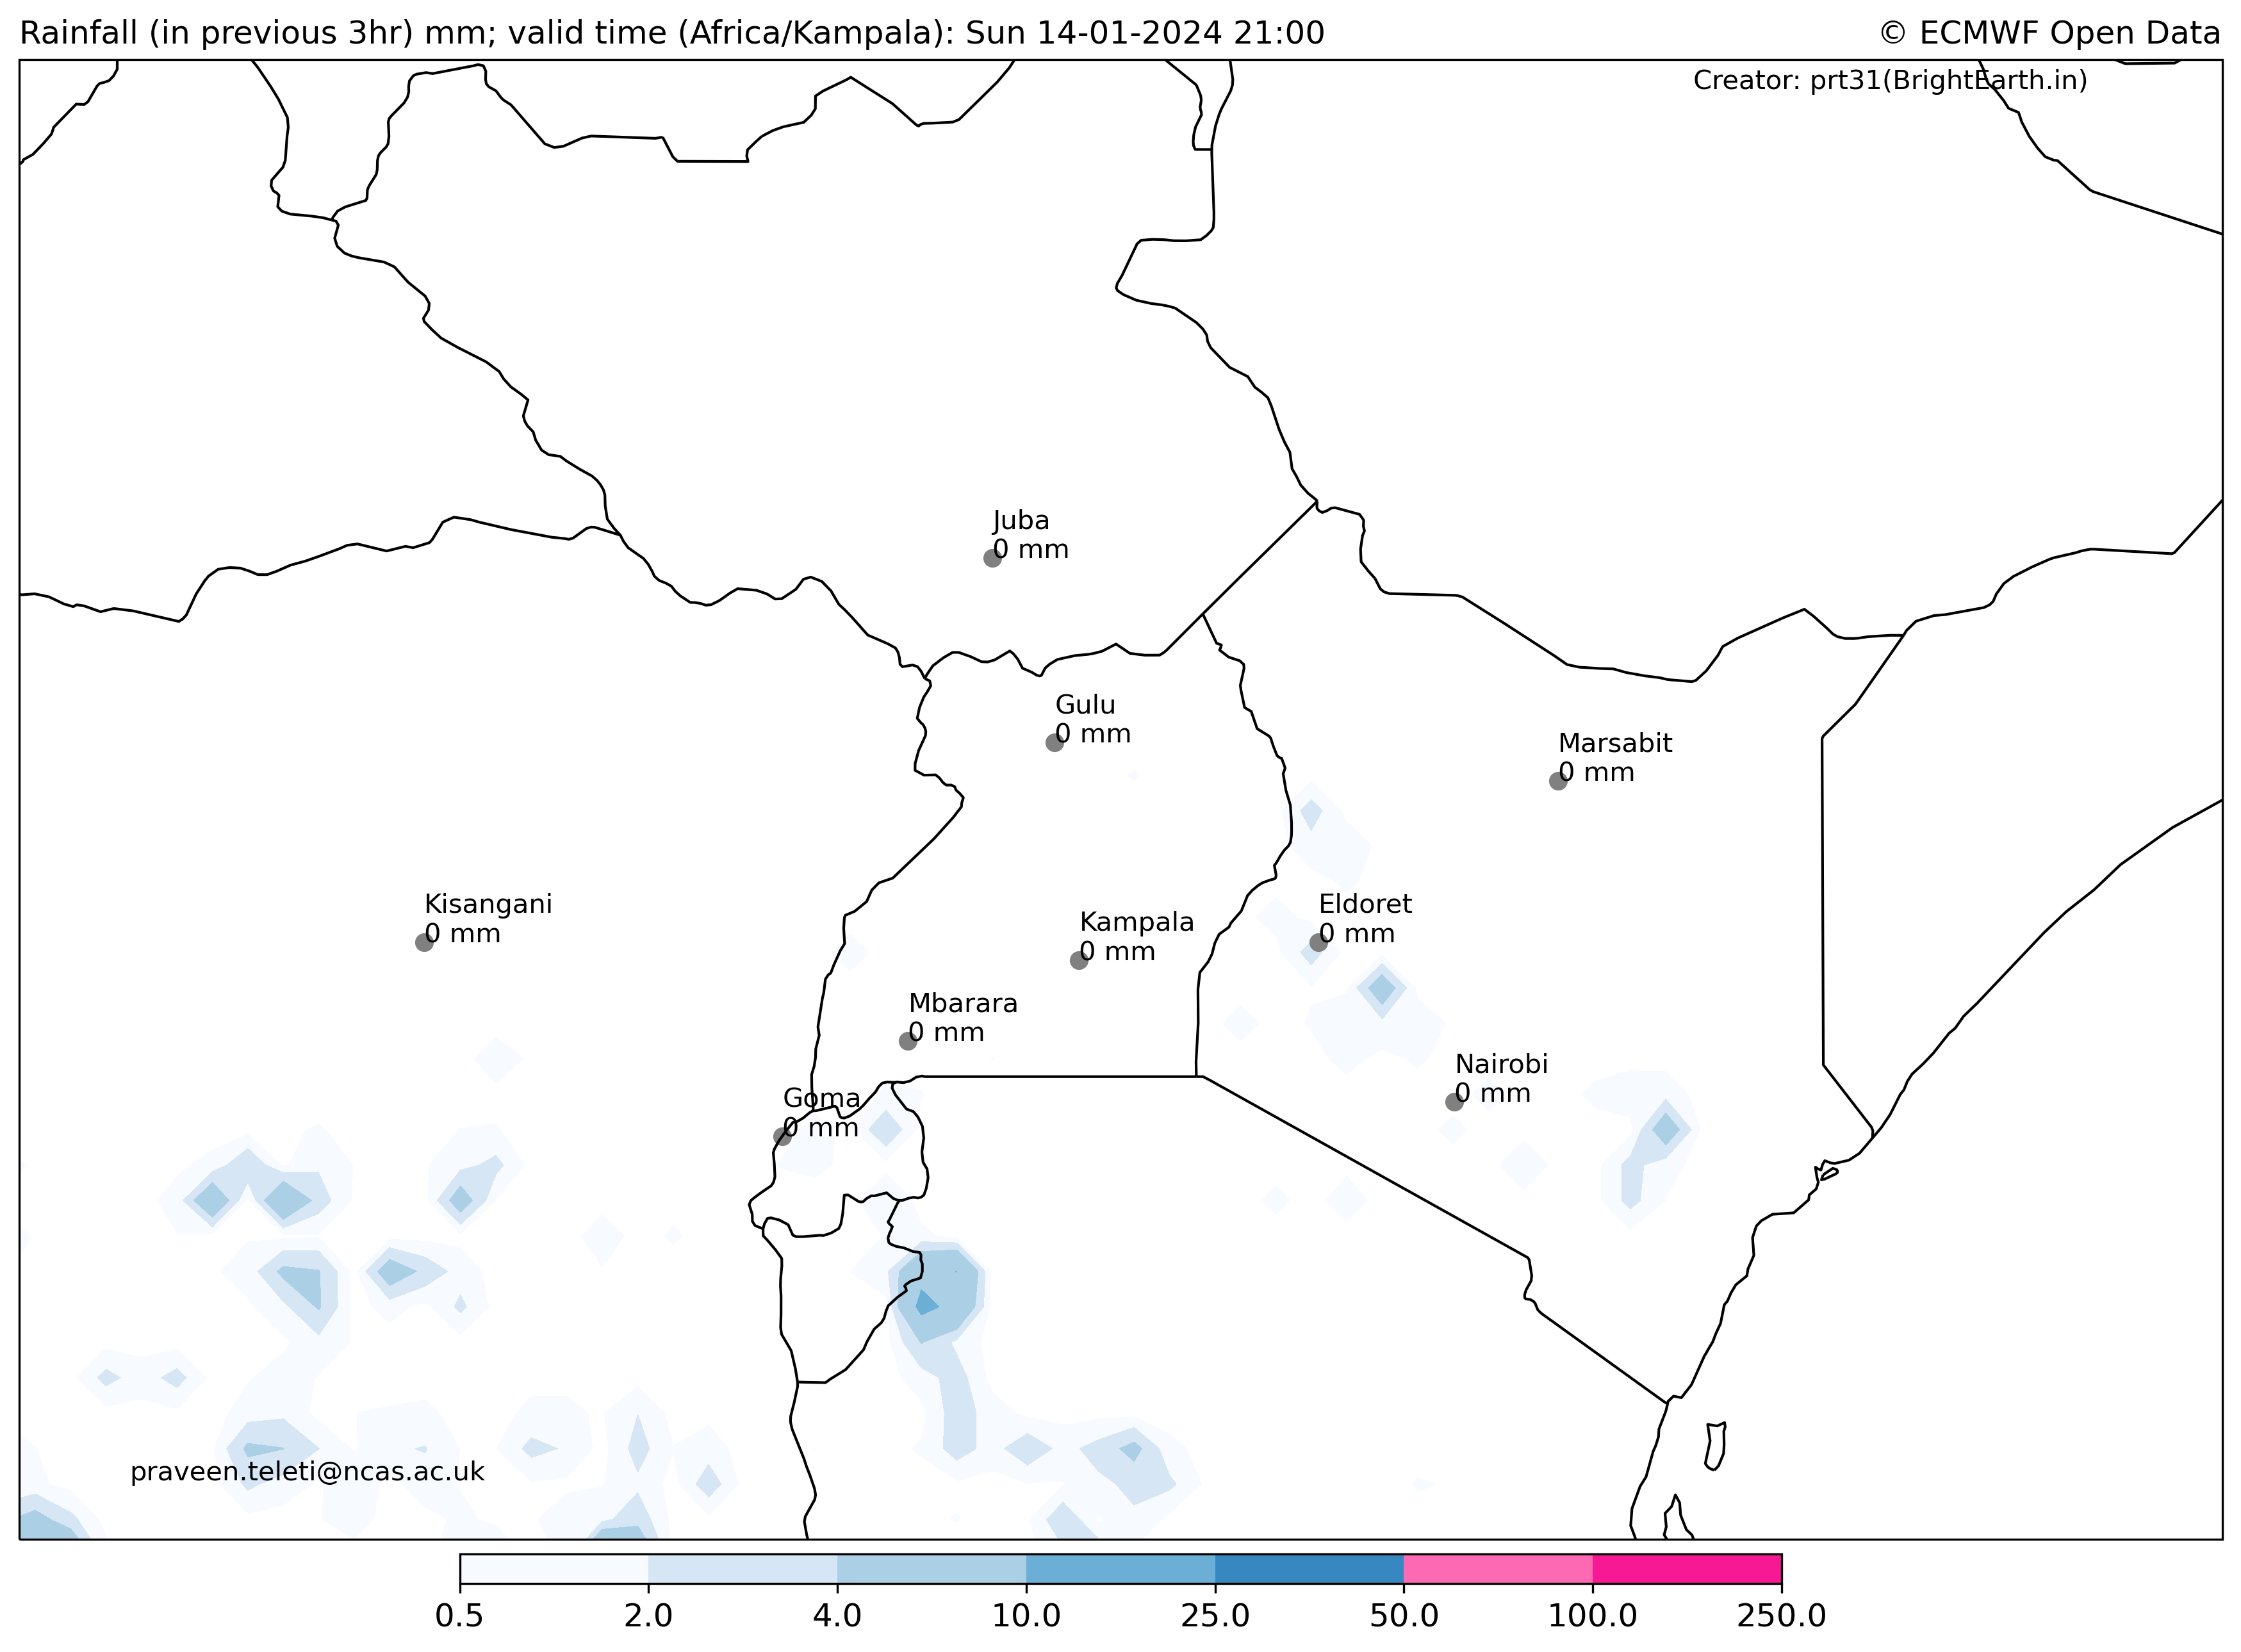 Rainfall (in previous 3hr) mm; valid time (Africa/Kampala): Sun 14-01-2024 21:00
© ECMWF Open Data
Creator: prt31(BrightEarth.in)
Juba
0 mm
Gulu
0 mm
Marsabit
0 mm
Kisangani
0 mm
Kampala
0 mm
Eldoret
0 mm
Mbarara
0 mm
Nairobi
0 mm
Goma
0 mm
praveen.teleti@ncas.ac.uk
0.5 2.0 4.0 10.0 25.0 50.0 100.0 250.0